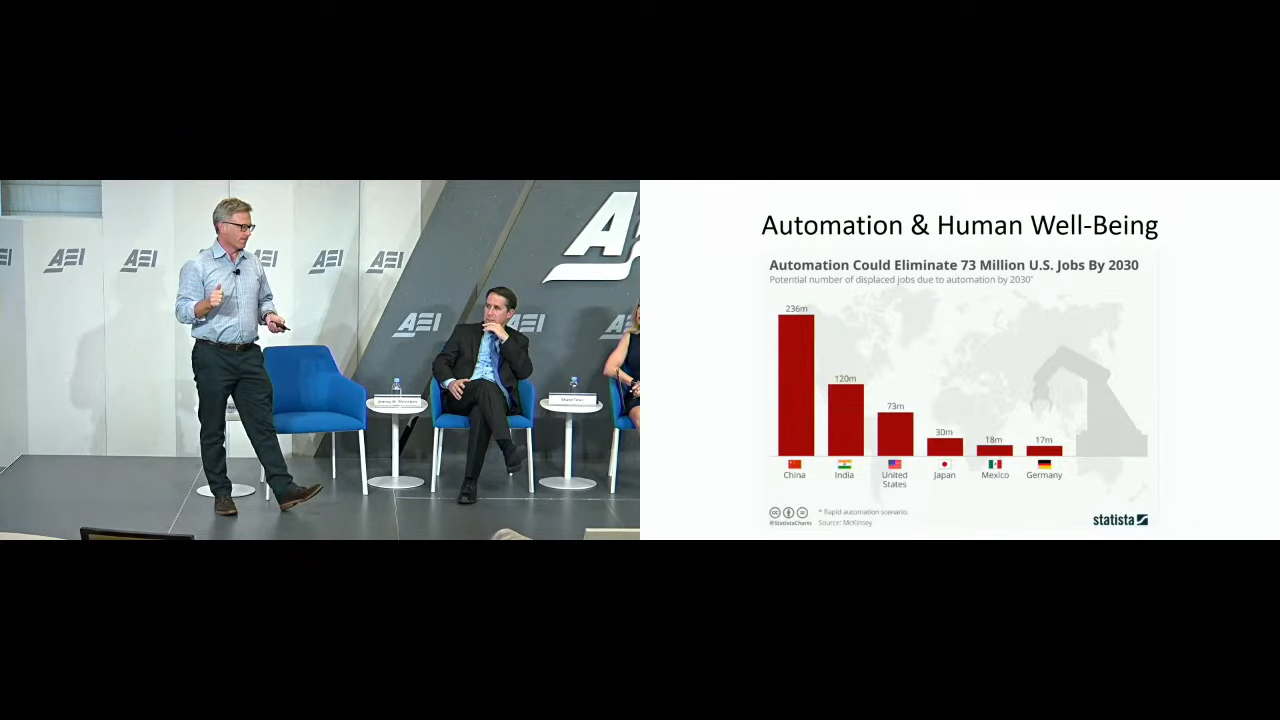 AEI
AEI
AEI
AEI
AEI
AEI
Automation & Human Well-Being
Automation Could Eliminate 73 Million U.S. Jobs By 2030
Potential number of displaced jobs due to automation by 2030*
236m
120m
73m
30m
18m
17m
China
India
United
States
Japan
Mexico
Germany
* Rapid automation scenario.
@StatistaCharts
Source: McKinsey
statista